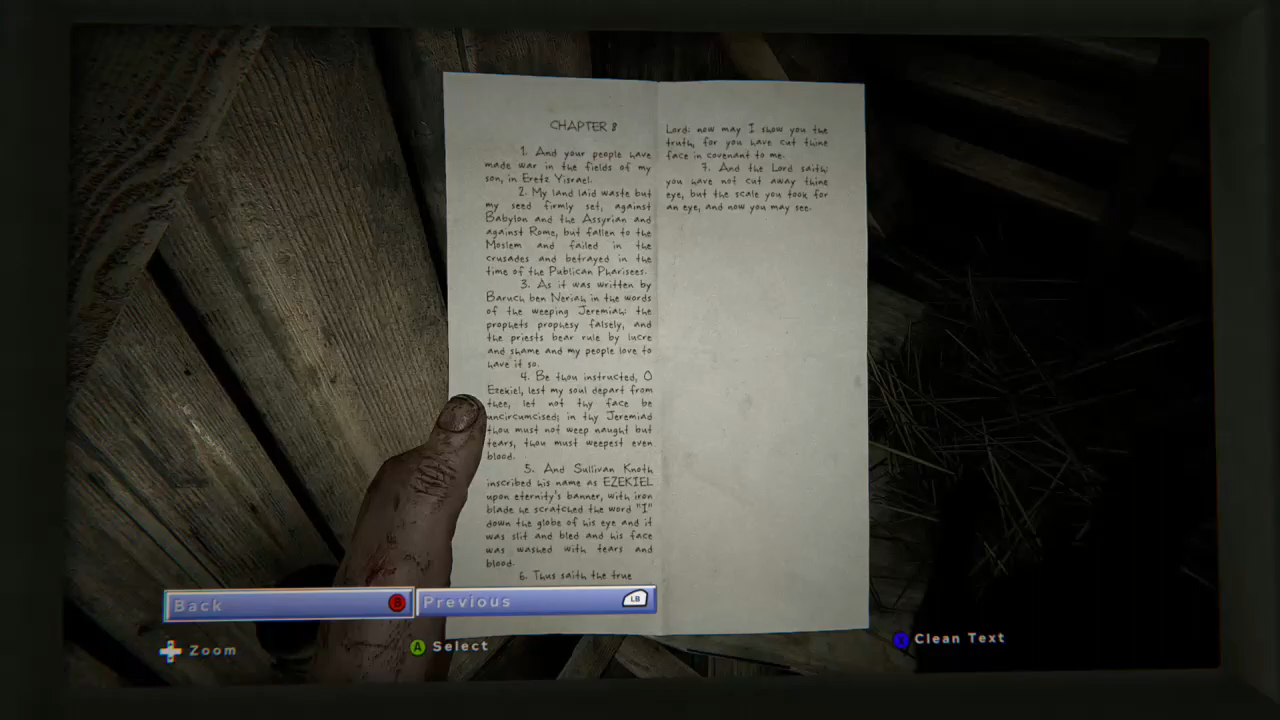 CHAPTER 8
1. And your people have
made war in the fields of my
son, in Eretz Yisrael.
2. My land laid waste but
my seed firmly set, against
Babylon and the Assyrian and
against Rome, but fallen to the
Moslem and failed in the
crusades and betrayed in the
time of the Publican Pharisees.
3. As it was written by
Baruch ben Neriah in the words
of the weeping Jeremiah: the
prophets prophesy falsely, and
the priests bear rule by lucre
and shame and my people love to
have it so.
4. Be thou instructed, O
Ezekiel, lest my soul depart from
thee, let not thy face be
uncircumcised; in thy Jeremiad
thou must not weep naught but
tears, thou must weepest even
blood.
5. And Sullivan Knoth
inscribed his name as EZEKIEL
upon eternity's banner, with iron
blade he scratched the word "I"
down the globe of his eye and it
was slit and bled and his face
was washed with tears and
blood.
6. Thus saith the true
Lord: now may I show you the
truth, for you have cut thine
face in covenant to me.
7. And the Lord saith:
you have not cut away thine
eye, but the scale you took for
an eye, and now you may see.
Back B
Previous LB
Zoom
A Select
X Clean Text